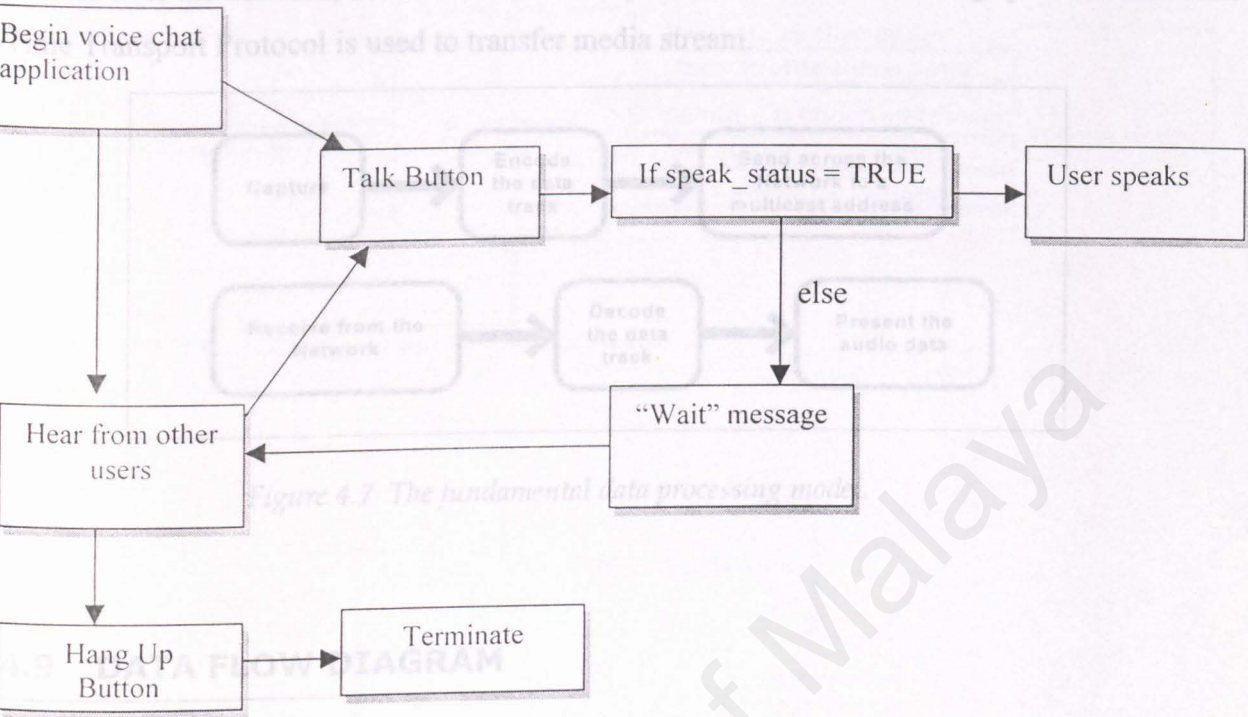 Begin voice chat
application
Transport Protocol is used to transfer media stream.
Talk Button
If speak_status = TRUE
User speaks
Capture
Encode
the data
track
Send across the
Network to a
multicast address
else
Receive from the
Network
Decode
the data
track
Present the
audio data
Hear from other
users
“Wait” message
Figure 4.7 The fundamental data processing model
Hang Up
Button
Terminate
4.9 DATA FLOW DIAGRAM
of Malaya